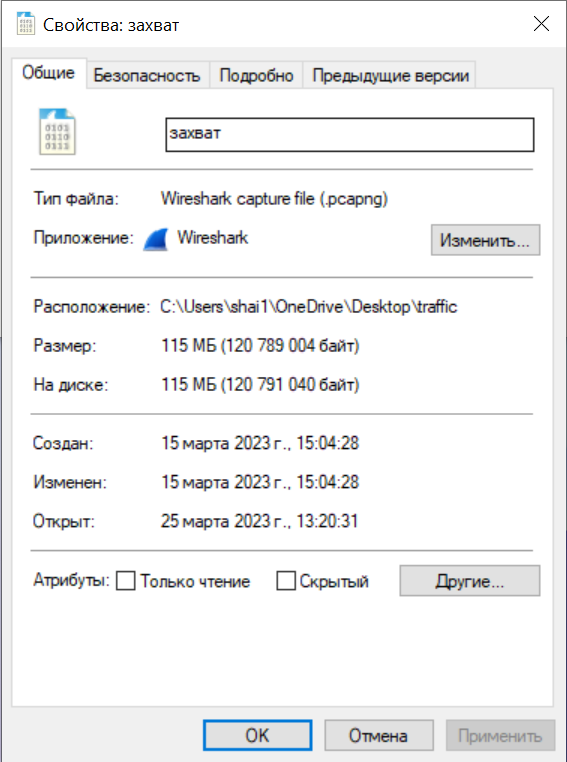 Свойства: захват
Общие Безопасность Подробно Предыдущие версии
захват
Тип файла: Wireshark capture file (.pcapng)
Приложение: Wireshark Изменить...
Расположение: C:\Users\shai1\OneDrive\Desktop\traffic
Размер: 115 МБ (120 789 004 байт)
На диске: 115 МБ (120 791 040 байт)
Создан: 15 марта 2023 г., 15:04:28
Изменен: 15 марта 2023 г., 15:04:28
Открыт: 25 марта 2023 г., 13:20:31
Атрибуты: Только чтение Скрытый Другие...
OK Отмена Применить